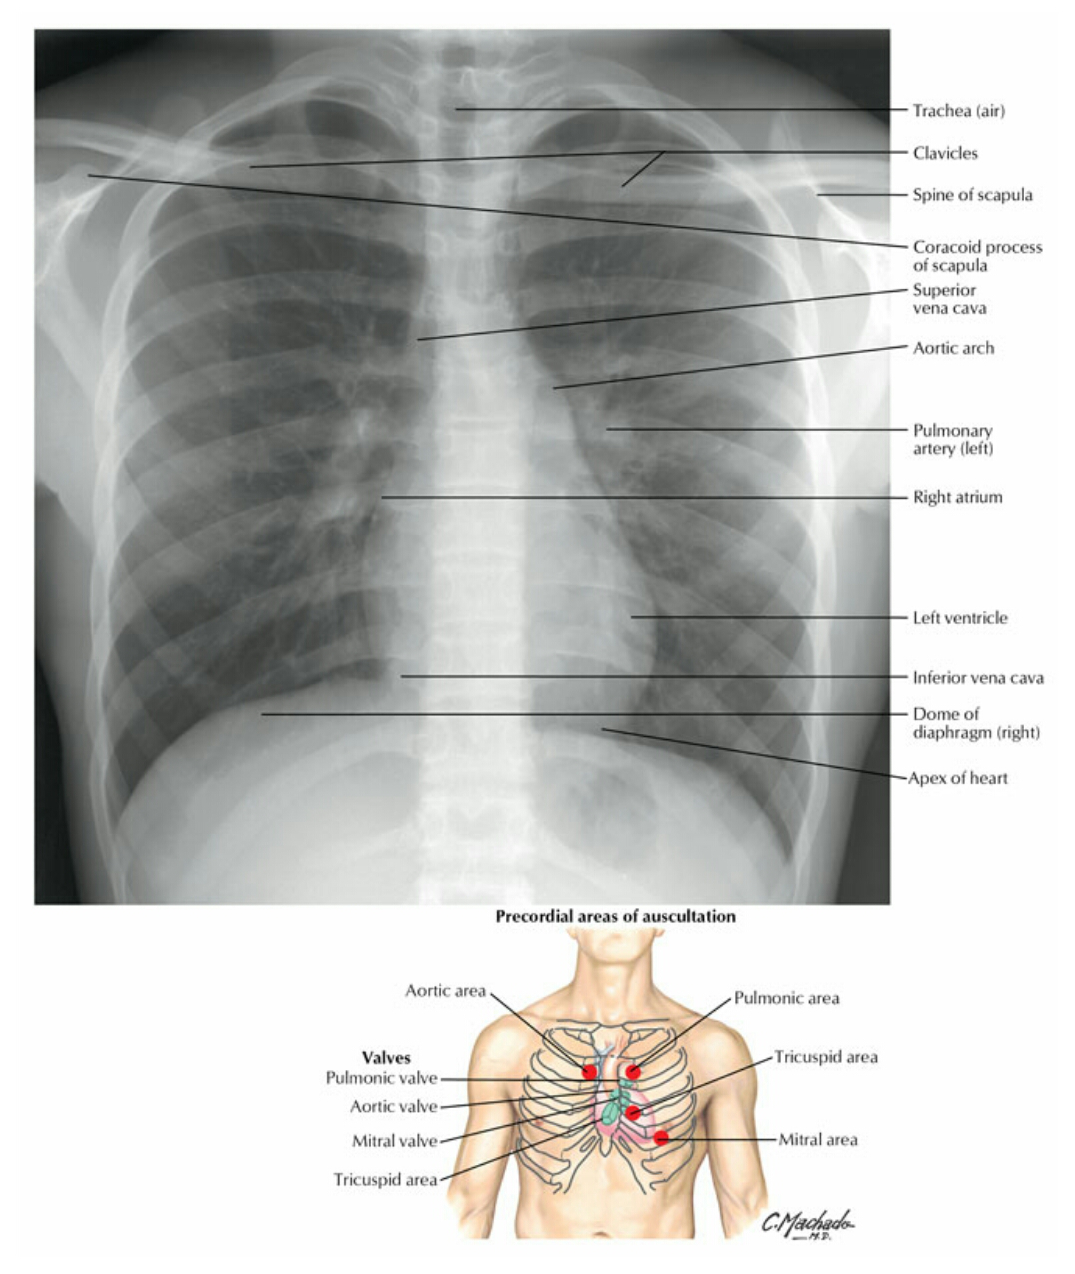 Trachea (air)
Clavicles
Spine of scapula
Coracoid process
of scapula
Superior
vena cava
Aortic arch
Pulmonary
artery (left)
Right atrium
Left ventricle
Inferior vena cava
Dome of
diaphragm (right)
Apex of heart
Precordial areas of auscultation
Aortic area
Pulmonic area
Valves
Tricuspid area
Pulmonic valve
Aortic valve
Mitral valve
Mitral area
Tricuspid area
C.Machado
M.D.